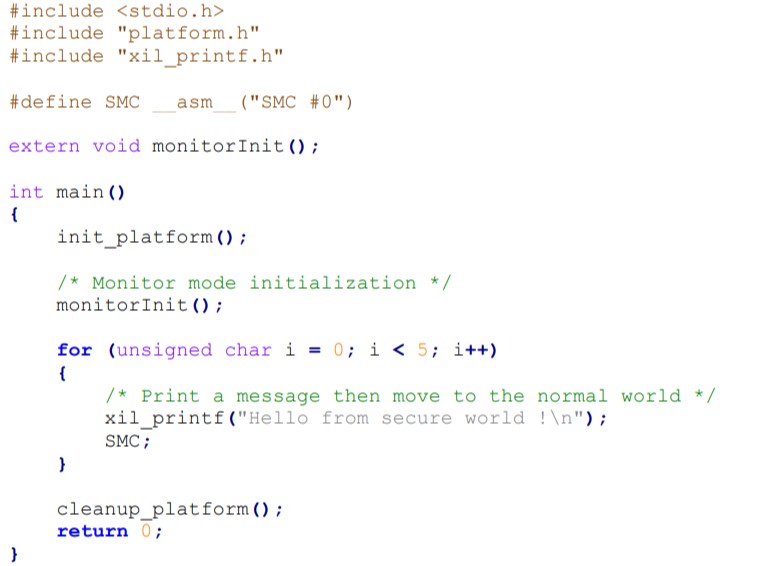 #include <stdio.h>
#include "platform.h"
#include "xil_printf.h"

#define SMC __asm__("SMC #0")

extern void monitorInit();

int main()
{
    init_platform();

    /* Monitor mode initialization */
    monitorInit();

    for (unsigned char i = 0; i < 5; i++)
    {
        /* Print a message then move to the normal world */
        xil_printf("Hello from secure world !\n");
        SMC;
    }

    cleanup_platform();
    return 0;
}